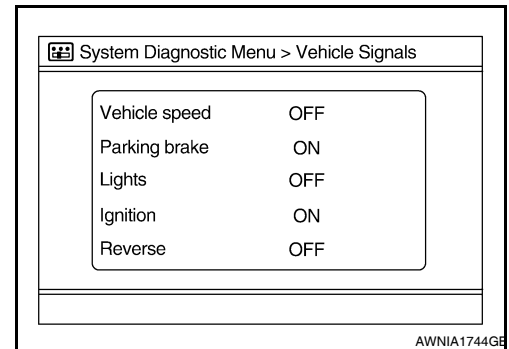 System Diagnostic Menu > Vehicle Signals
Vehicle speed OFF
Parking brake ON
Lights OFF
Ignition ON
Reverse OFF
AWNIA1744GB